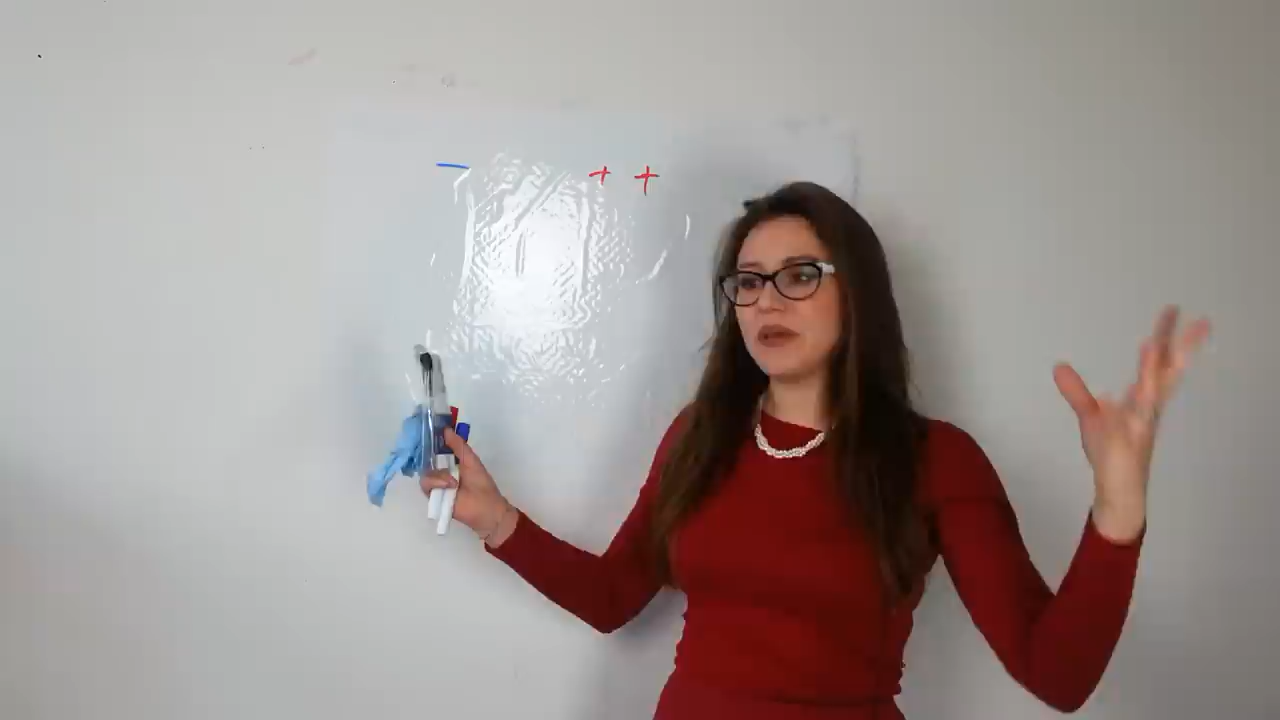 − + +